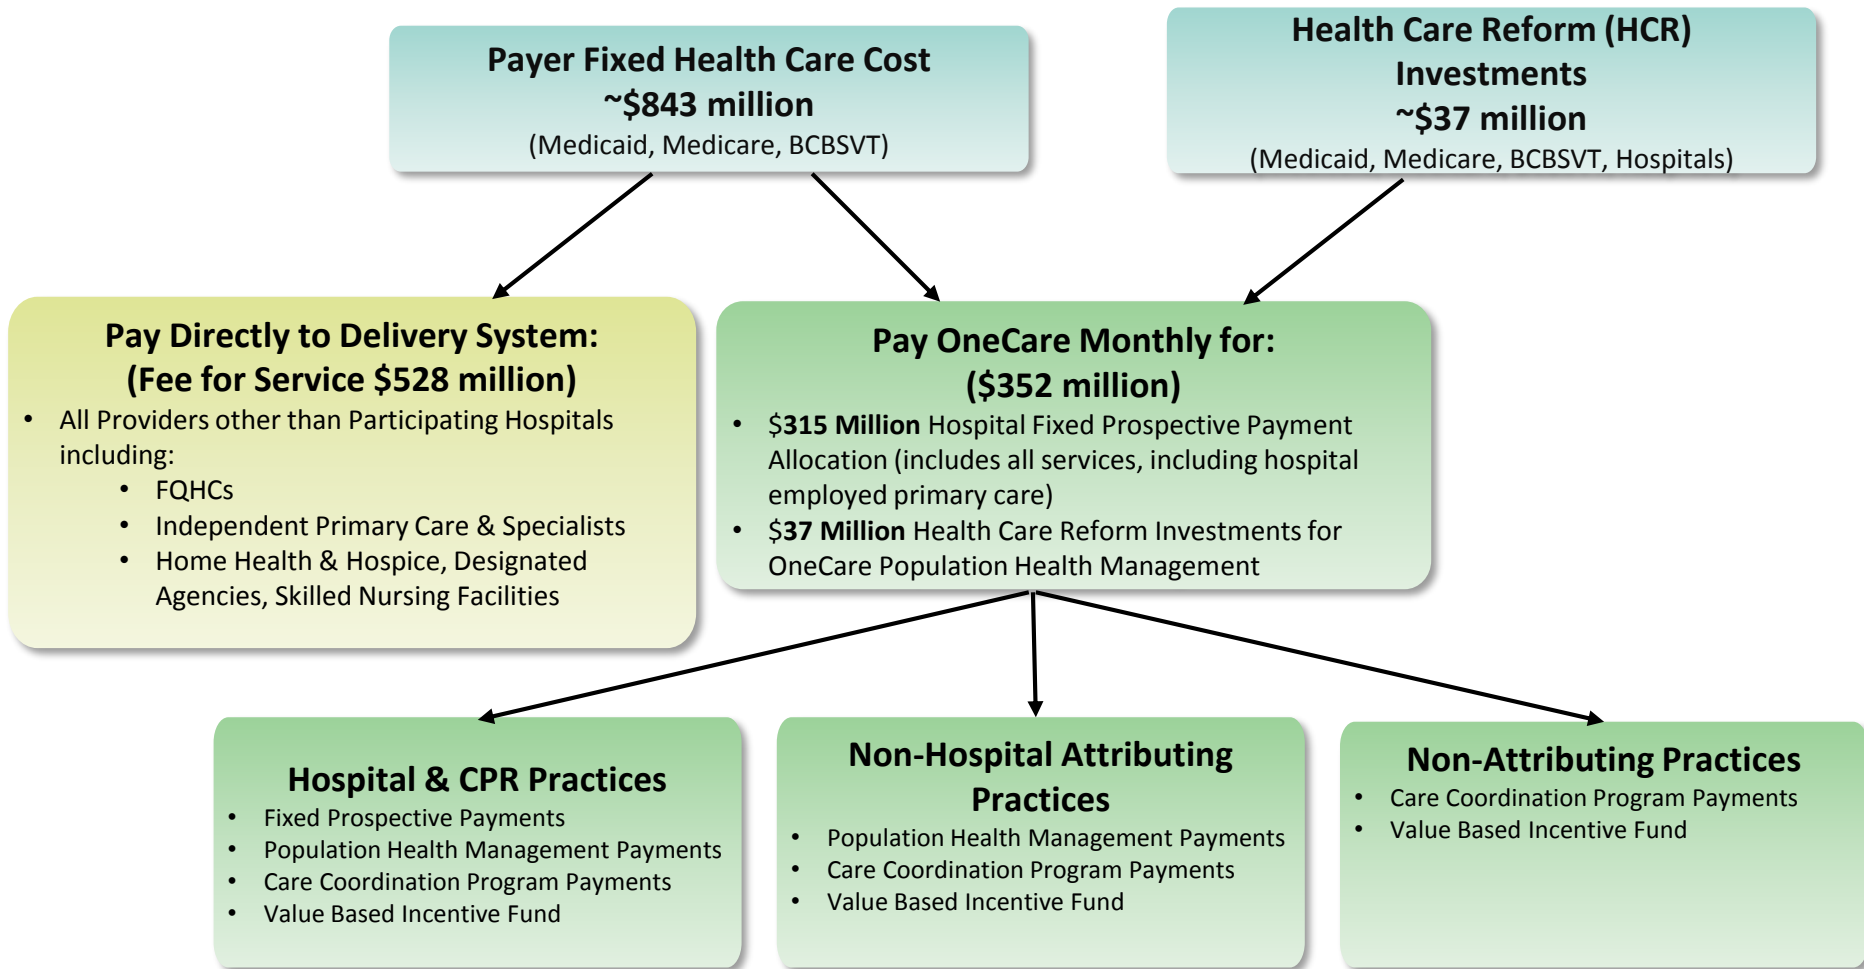 Payer Fixed Health Care Cost
~$843 million
(Medicaid, Medicare, BCBSVT)
Health Care Reform (HCR)
Investments
~$37 million
(Medicaid, Medicare, BCBSVT, Hospitals)
Pay Directly to Delivery System:
(Fee for Service $528 million)
• All Providers other than Participating Hospitals
including:
• FQHCs
• Independent Primary Care & Specialists
• Home Health & Hospice, Designated
Agencies, Skilled Nursing Facilities
Pay OneCare Monthly for:
($352 million)
• $315 Million Hospital Fixed Prospective Payment
Allocation (includes all services, including hospital
employed primary care)
• $37 Million Health Care Reform Investments for
OneCare Population Health Management
Hospital & CPR Practices
• Fixed Prospective Payments
• Population Health Management Payments
• Care Coordination Program Payments
• Value Based Incentive Fund
Non-Hospital Attributing
Practices
• Population Health Management Payments
• Care Coordination Program Payments
• Value Based Incentive Fund
Non-Attributing Practices
• Care Coordination Program Payments
• Value Based Incentive Fund